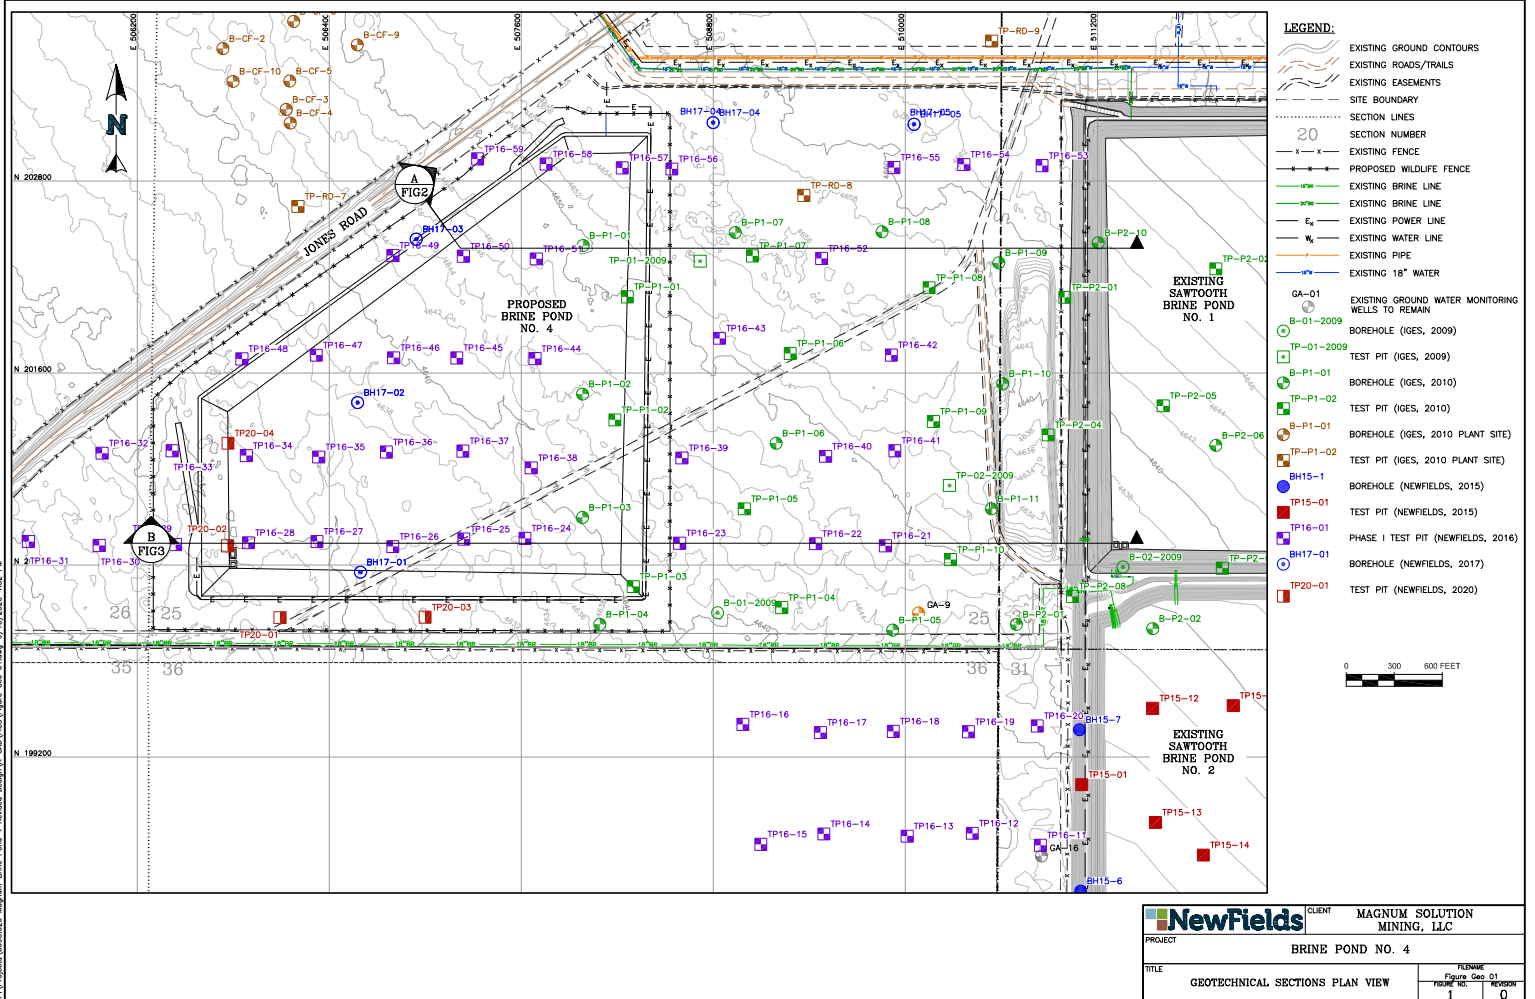 E 506200
E 506400
E 507600
E 508800
E 510000
E 511200
B-CF-2
B-CF-9
B-CF-10
B-CF-5
B-CF-3
B-CF-4
TP-RD-9
N
BH17-04
BH17-04
BH17-05
BH17-05
TP16-59
TP16-58
TP16-57
TP16-56
TP16-55
TP16-54
TP16-53
N 202800
A
FIG2
TP-RD-7
TP-RD-8
JONES ROAD
BH17-03
B-P1-01
B-P1-07
B-P1-08
B-P2-10
TP16-49
TP16-50
TP16-51
TP-01-2009
TP-P1-07
TP16-52
B-P1-09
TP-P2-02
TP-P1-01
TP-P1-08
TP-P2-01
PROPOSED
BRINE POND
NO. 4
EXISTING
SAWTOOTH
BRINE POND
NO. 1
TP16-43
TP16-48
TP16-47
TP16-46
TP16-45
TP16-44
TP-P1-06
TP16-42
N 201600
BH17-02
B-P1-02
B-P1-10
TP-P1-02
TP-P1-09
TP-P2-05
TP20-04
TP16-32
TP16-33
TP16-34
TP16-35
TP16-36
TP16-37
TP16-38
TP16-39
B-P1-06
TP16-40
TP16-41
TP-P2-04
B-P2-06
TP-02-2009
TP-P1-05
B-P1-11
B-P1-03
B
FIG3
TP20-02
TP16-31
TP16-30
TP16-28
TP16-27
TP16-26
TP16-25
TP16-24
TP16-23
TP16-22
TP16-21
TP-P1-10
B-02-2009
BH17-01
TP-P1-03
TP-P2-08
26
25
TP20-01
TP20-03
B-P1-04
B-01-2009
TP-P1-04
GA-9
B-P1-05
25
B-P2-01
B-P2-02
35
36
36
31
TP16-16
TP16-17
TP16-18
TP16-19
TP16-20
BH15-7
TP15-12
TP15-
N 199200
EXISTING
SAWTOOTH
BRINE POND
NO. 2
TP15-01
TP15-13
TP15-14
TP16-15
TP16-14
TP16-13
TP16-12
TP16-11
GA-16
BH15-6
LEGEND:
EXISTING GROUND CONTOURS
EXISTING ROADS/TRAILS
EXISTING EASEMENTS
SITE BOUNDARY
SECTION LINES
20 SECTION NUMBER
EXISTING FENCE
PROPOSED WILDLIFE FENCE
EXISTING BRINE LINE
EXISTING BRINE LINE
EXISTING POWER LINE
EXISTING WATER LINE
EXISTING PIPE
EXISTING 18" WATER
GA-01
EXISTING GROUND WATER MONITORING
WELLS TO REMAIN
B-01-2009
BOREHOLE (IGES, 2009)
TP-01-2009
TEST PIT (IGES, 2009)
B-P1-01
BOREHOLE (IGES, 2010)
TP-P1-02
TEST PIT (IGES, 2010)
B-P1-01
BOREHOLE (IGES, 2010 PLANT SITE)
TP-P1-02
TEST PIT (IGES, 2010 PLANT SITE)
BH15-1
BOREHOLE (NEWFIELDS, 2015)
TP15-01
TEST PIT (NEWFIELDS, 2015)
TP16-01
PHASE I TEST PIT (NEWFIELDS, 2016)
BH17-01
BOREHOLE (NEWFIELDS, 2017)
TP20-01
TEST PIT (NEWFIELDS, 2020)
0 300 600 FEET
NewFields
CLIENT
MAGNUM SOLUTION
MINING, LLC
PROJECT
BRINE POND NO. 4
TITLE
GEOTECHNICAL SECTIONS PLAN VIEW
FILENAME
Figure Geo 01
FIGURE NO.
1
REVISION
0